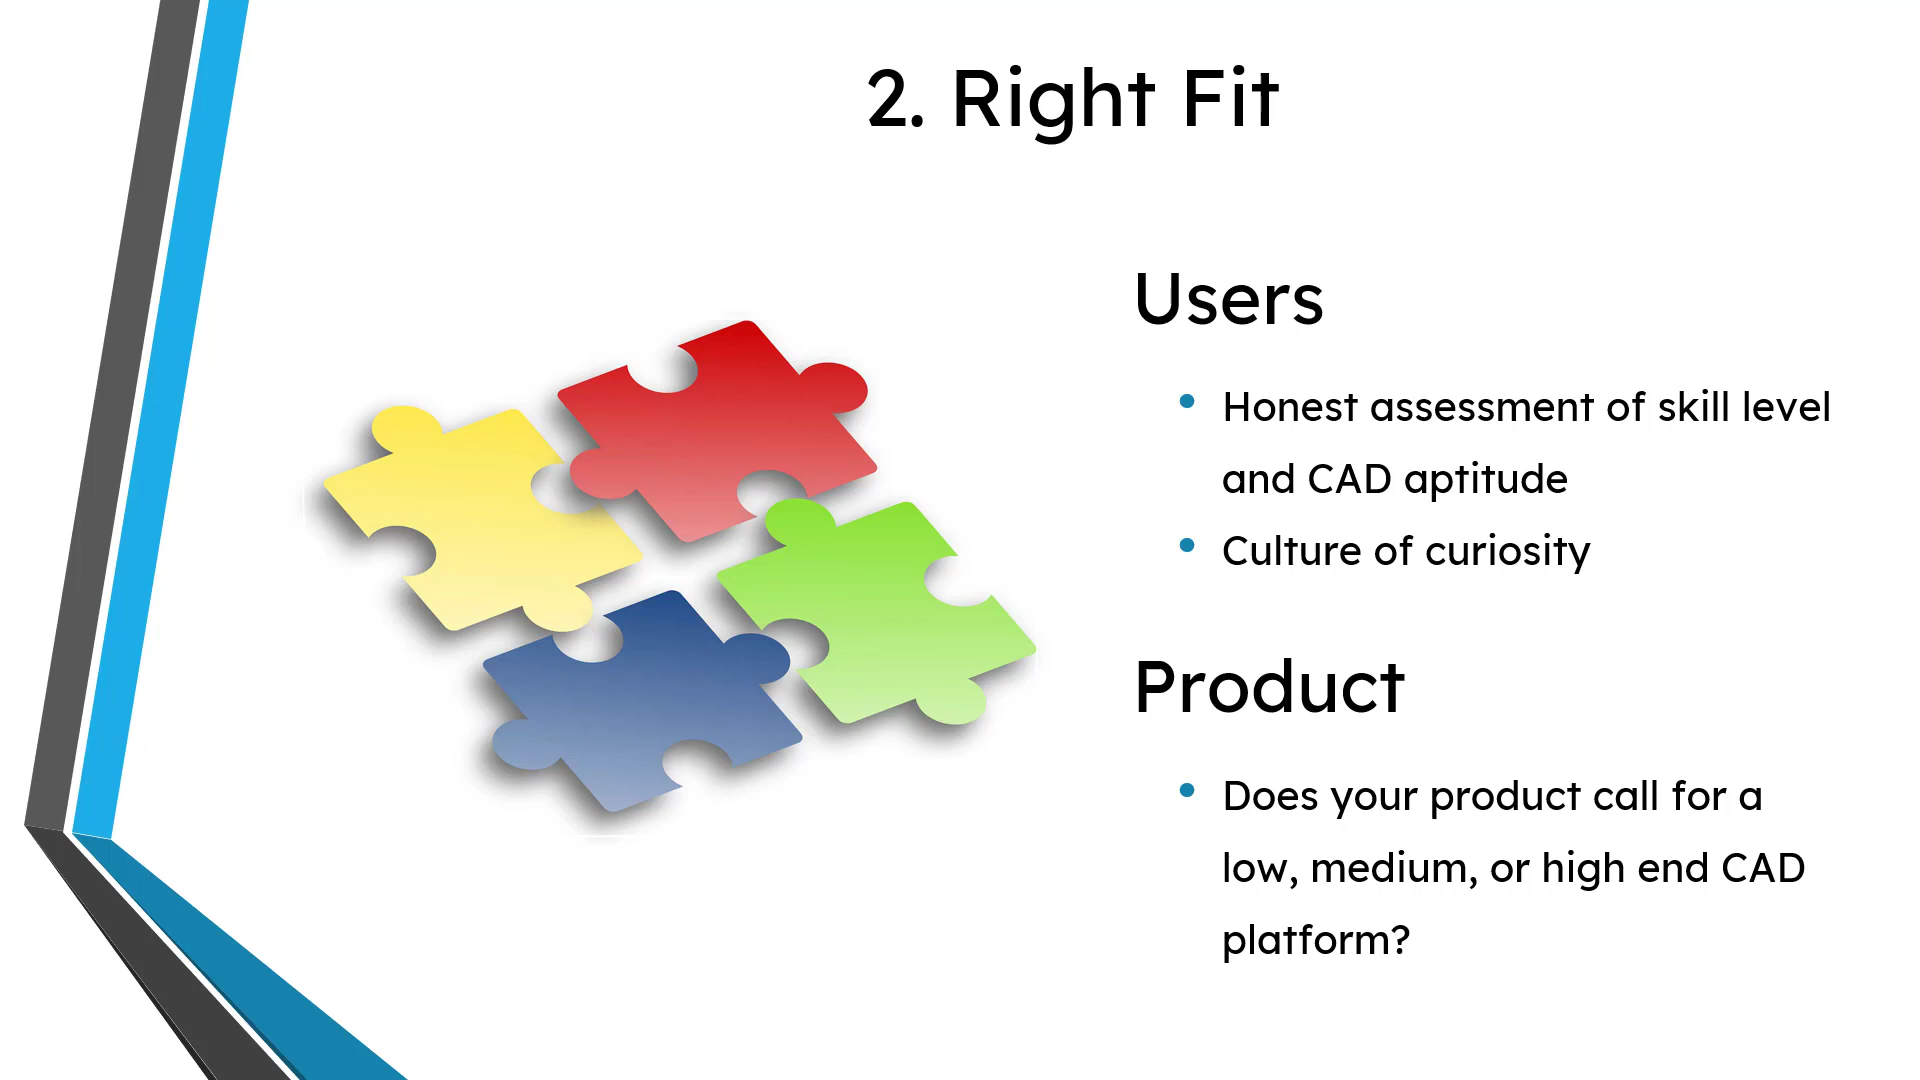 2. Right Fit
Users
• Honest assessment of skill level
and CAD aptitude
• Culture of curiosity
Product
• Does your product call for a
low, medium, or high end CAD
platform?